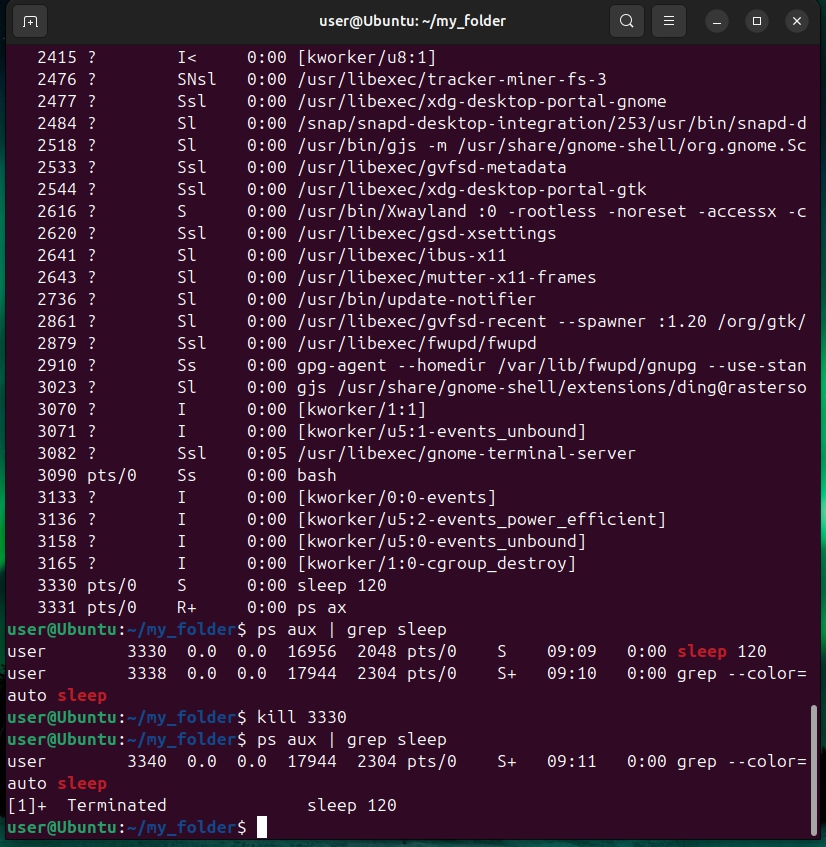 user@Ubuntu: ~/my_folder
2415 ?        I<     0:00 [kworker/u8:1]
2476 ?        SNsl   0:00 /usr/libexec/tracker-miner-fs-3
2477 ?        Ssl    0:00 /usr/libexec/xdg-desktop-portal-gnome
2484 ?        Sl     0:00 /snap/snapd-desktop-integration/253/usr/bin/snapd-d
2518 ?        Sl     0:00 /usr/bin/gjs -m /usr/share/gnome-shell/org.gnome.Sc
2533 ?        Ssl    0:00 /usr/libexec/gvfsd-metadata
2544 ?        Ssl    0:00 /usr/libexec/xdg-desktop-portal-gtk
2616 ?        S      0:00 /usr/bin/Xwayland :0 -rootless -noreset -accessx -c
2620 ?        Ssl    0:00 /usr/libexec/gsd-xsettings
2641 ?        Sl     0:00 /usr/libexec/ibus-x11
2643 ?        Sl     0:00 /usr/libexec/mutter-x11-frames
2736 ?        Sl     0:00 /usr/bin/update-notifier
2861 ?        Sl     0:00 /usr/libexec/gvfsd-recent --spawner :1.20 /org/gtk/
2879 ?        Ssl    0:00 /usr/libexec/fwupd/fwupd
2910 ?        Ss     0:00 gpg-agent --homedir /var/lib/fwupd/gnupg --use-stan
3023 ?        Sl     0:00 gjs /usr/share/gnome-shell/extensions/ding@rasterso
3070 ?        I      0:00 [kworker/1:1]
3071 ?        I      0:00 [kworker/u5:1-events_unbound]
3082 ?        Ssl    0:05 /usr/libexec/gnome-terminal-server
3090 pts/0    Ss     0:00 bash
3133 ?        I      0:00 [kworker/0:0-events]
3136 ?        I      0:00 [kworker/u5:2-events_power_efficient]
3158 ?        I      0:00 [kworker/u5:0-events_unbound]
3165 ?        I      0:00 [kworker/1:0-cgroup_destroy]
3330 pts/0    S      0:00 sleep 120
3331 pts/0    R+     0:00 ps ax
user@Ubuntu:~/my_folder$ ps aux | grep sleep
user        3330  0.0  0.0  16956  2048 pts/0    S    09:09   0:00 sleep 120
user        3338  0.0  0.0  17944  2304 pts/0    S+   09:10   0:00 grep --color=
auto sleep
user@Ubuntu:~/my_folder$ kill 3330
user@Ubuntu:~/my_folder$ ps aux | grep sleep
user        3340  0.0  0.0  17944  2304 pts/0    S+   09:11   0:00 grep --color=
auto sleep
[1]+  Terminated              sleep 120
user@Ubuntu:~/my_folder$